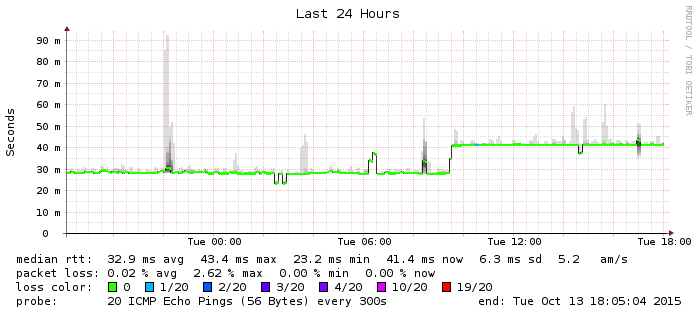 Last 24 Hours
RRDTOOL / TOBI OETIKER
Seconds
90 m
80 m
70 m
60 m
50 m
40 m
30 m
20 m
10 m
0
Tue 00:00 Tue 06:00 Tue 12:00 Tue 18:00
median rtt: 32.9 ms avg 43.4 ms max 23.2 ms min 41.4 ms now 6.3 ms sd 5.2 am/s
packet loss: 0.02 % avg 2.62 % max 0.00 % min 0.00 % now
loss color: 0 1/20 2/20 3/20 4/20 10/20 19/20
probe: 20 ICMP Echo Pings (56 Bytes) every 300s end: Tue Oct 13 18:05:04 2015